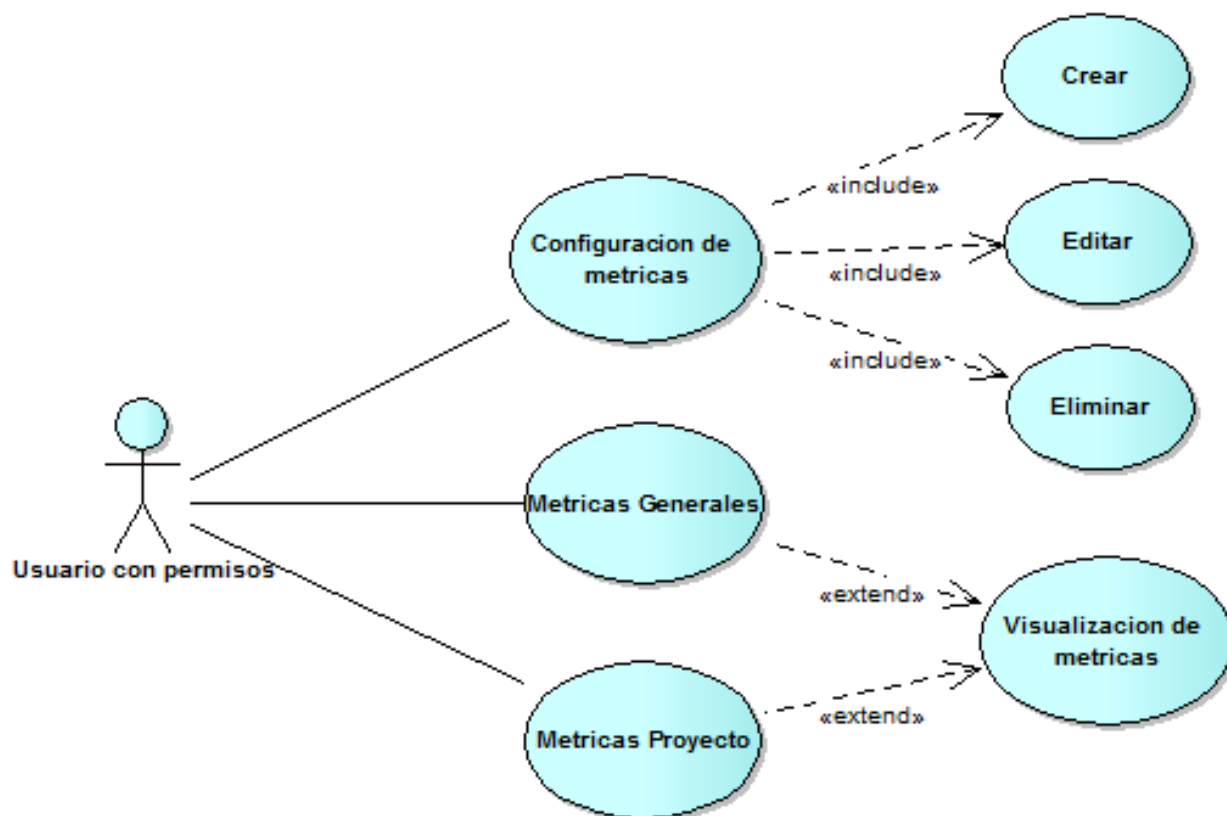 Crear
«include»
Configuracion de
metricas
Editar
«include»
«include»
Eliminar
Metricas Generales
Usuario con permisos
«extend»
Visualizacion de
metricas
«extend»
Metricas Proyecto